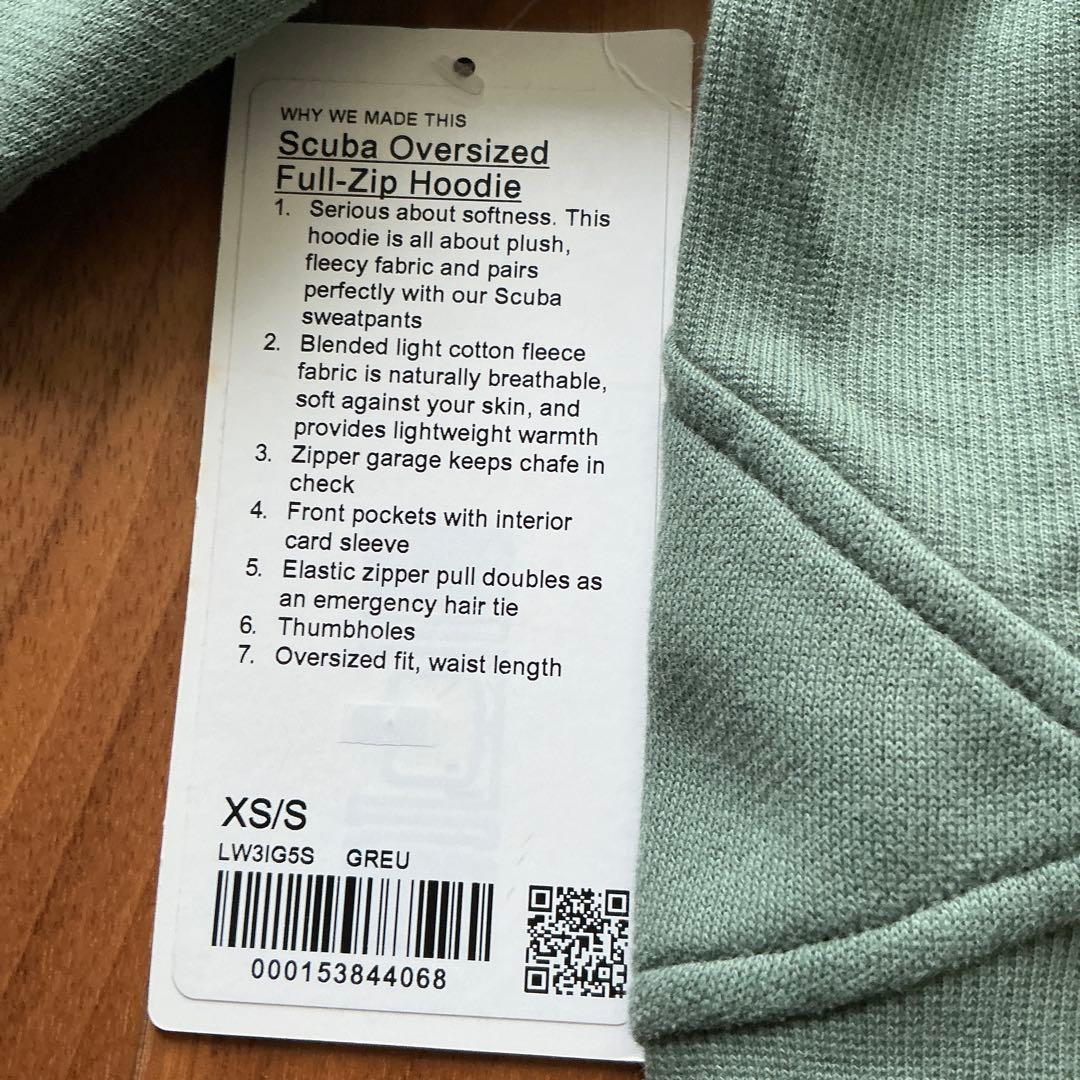 WHY WE MADE THIS
Scuba Oversized
Full-Zip Hoodie
1. Serious about softness. This
hoodie is all about plush,
fleecy fabric and pairs
perfectly with our Scuba
sweatpants
2. Blended light cotton fleece
fabric is naturally breathable,
soft against your skin, and
provides lightweight warmth
3. Zipper garage keeps chafe in
check
4. Front pockets with interior
card sleeve
5. Elastic zipper pull doubles as
an emergency hair tie
6. Thumbholes
7. Oversized fit, waist length
XS/S
LW3IG5S GREU
000153844068